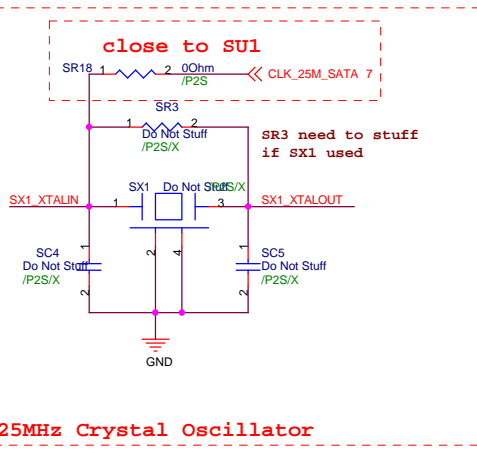 close to SU1
SR18 1 2 0Ohm
/P2S
CLK_25M_SATA 7
SR3
1 2
Do Not Stuff
/P2S/X
SR3 need to stuff
if SX1 used
SX1_XTALIN 1 SX1 Do Not Stuff /P2S/X 3 SX1_XTALOUT
2 4
1 SC4
Do Not Stuff
/P2S/X
2
1 SC5
Do Not Stuff
/P2S/X
2
GND
25MHz Crystal Oscillator